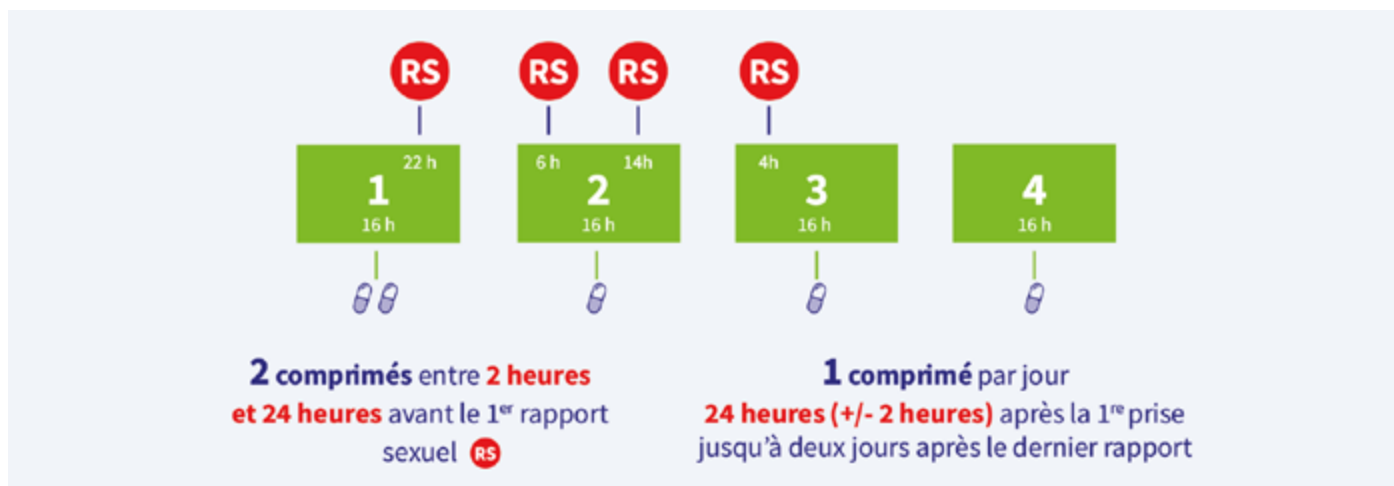 RS RS RS RS
22 h 6 h 14h 4h
1 2 3 4
16 h 16 h 16 h 16 h
2 comprimés entre 2 heures
et 24 heures avant le 1er rapport
sexuel RS
1 comprimé par jour
24 heures (+/- 2 heures) après la 1re prise
jusqu'à deux jours après le dernier rapport